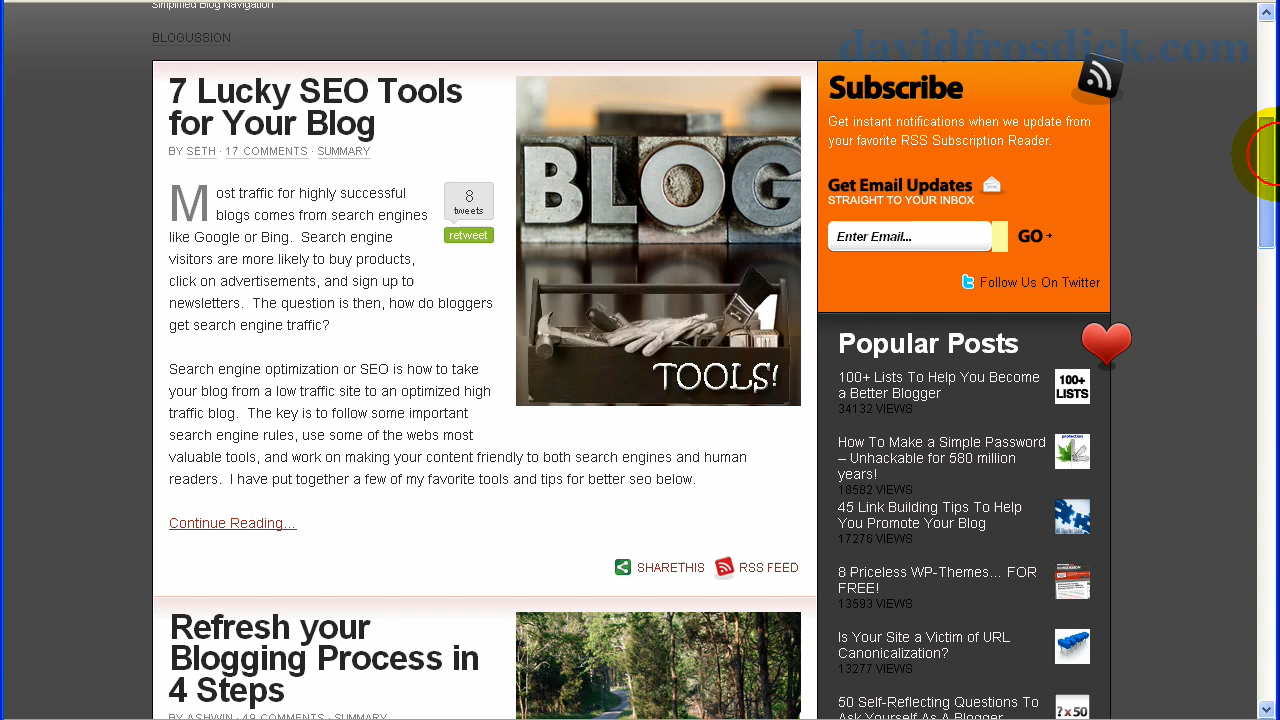 Simplified Blog Navigation
BLOGUSSION
davidfrosdick.com
7 Lucky SEO Tools
for Your Blog
BY SETH · 17 COMMENTS · SUMMARY
Most traffic for highly successful
blogs comes from search engines
like Google or Bing. Search engine
visitors are more likely to buy products,
click on advertisements, and sign up to
newsletters. The question is then, how do bloggers
get search engine traffic?
8
tweets
retweet
Search engine optimization or SEO is how to take
your blog from a low traffic site to an optimized high
traffic blog. The key is to follow some important
search engine rules, use some of the webs most
valuable tools, and work on making your content friendly to both search engines and human
readers. I have put together a few of my favorite tools and tips for better seo below.
Continue Reading...
BLOG
TOOLS!
SHARETHIS RSS FEED
Refresh your
Blogging Process in
4 Steps
BY ASHWIN · 49 COMMENTS · SUMMARY
Subscribe
Get instant notifications when we update from
your favorite RSS Subscription Reader.
Get Email Updates
STRAIGHT TO YOUR INBOX
Enter Email... GO
Follow Us On Twitter
Popular Posts
100+ Lists To Help You Become
a Better Blogger
34132 VIEWS
100+
LISTS
How To Make a Simple Password
– Unhackable for 580 million
years!
18582 VIEWS
protection
45 Link Building Tips To Help
You Promote Your Blog
17276 VIEWS
8 Priceless WP-Themes... FOR
FREE!
13593 VIEWS
Is Your Site a Victim of URL
Canonicalization?
13277 VIEWS
50 Self-Reflecting Questions To
Ask Yourself As A Blogger
? x 50